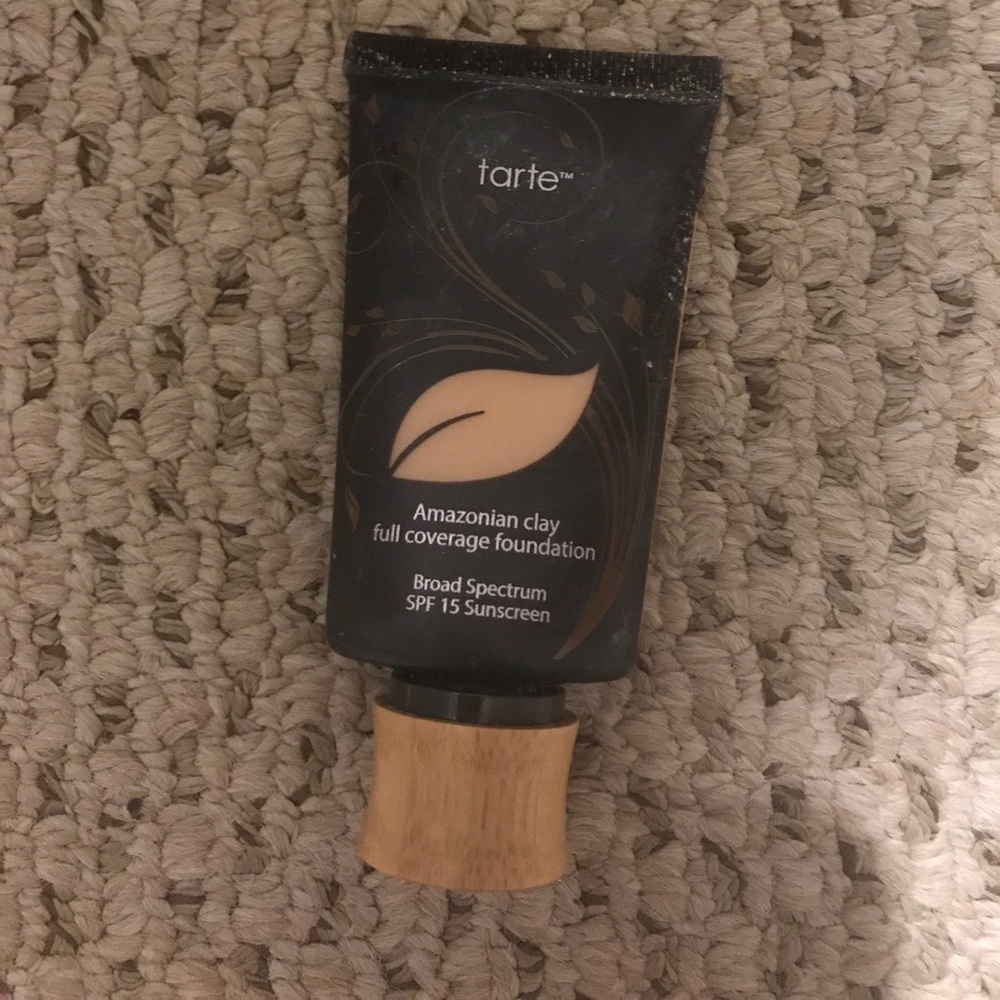 tarte™
Amazonian clay
full coverage foundation
Broad Spectrum
SPF 15 Sunscreen